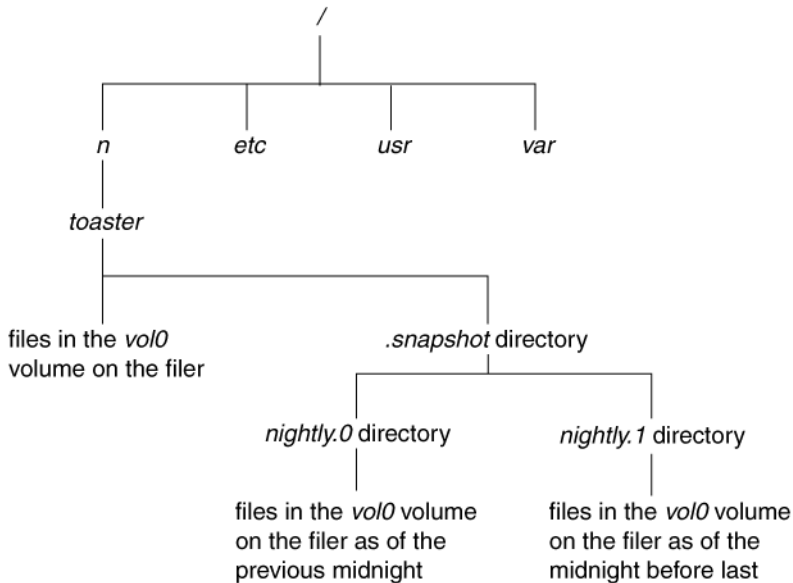 /
n etc usr var
toaster
files in the vol0
volume on the filer
.snapshot directory
nightly.0 directory
nightly.1 directory
files in the vol0 volume
on the filer as of the
previous midnight
files in the vol0 volume
on the filer as of the
midnight before last